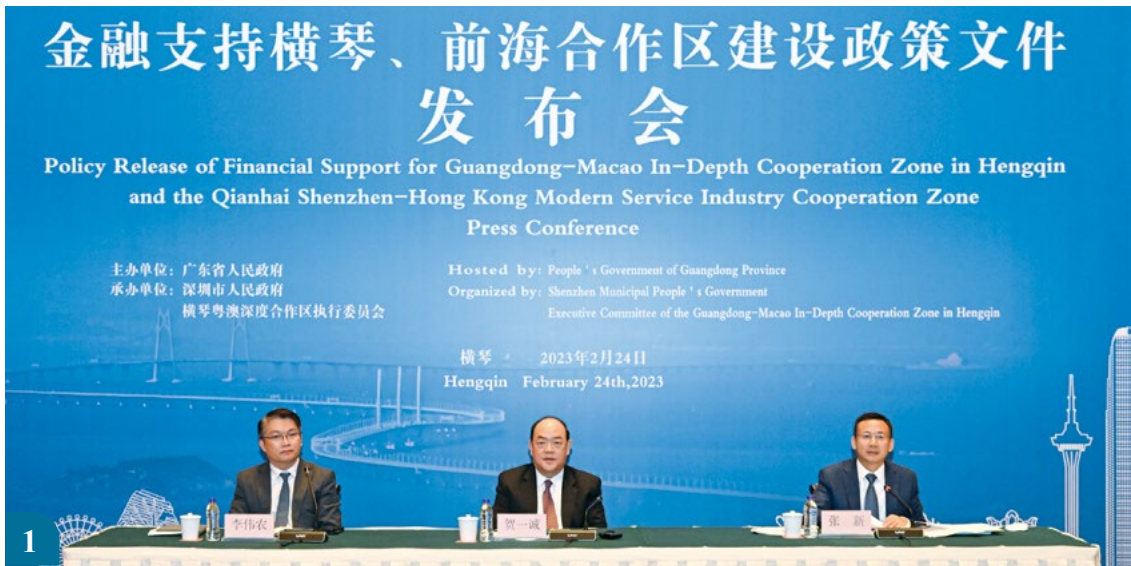 金融支持横琴、前海合作区建设政策文件
发布会
Policy Release of Financial Support for Guangdong-Macao In-Depth Cooperation Zone in Hengqin
and the Qianhai Shenzhen-Hong Kong Modern Service Industry Cooperation Zone
Press Conference
主办单位：广东省人民政府
承办单位：深圳市人民政府
横琴粤澳深度合作区执行委员会
Hosted by: People's Government of Guangdong Province
Organized by: Shenzhen Municipal People's Government
Executive Committee of the Guangdong-Macao In-Depth Cooperation Zone in Hengqin
横琴 2023年2月24日
Hengqin February 24th,2023
李伟农
贺一诚
张新
1